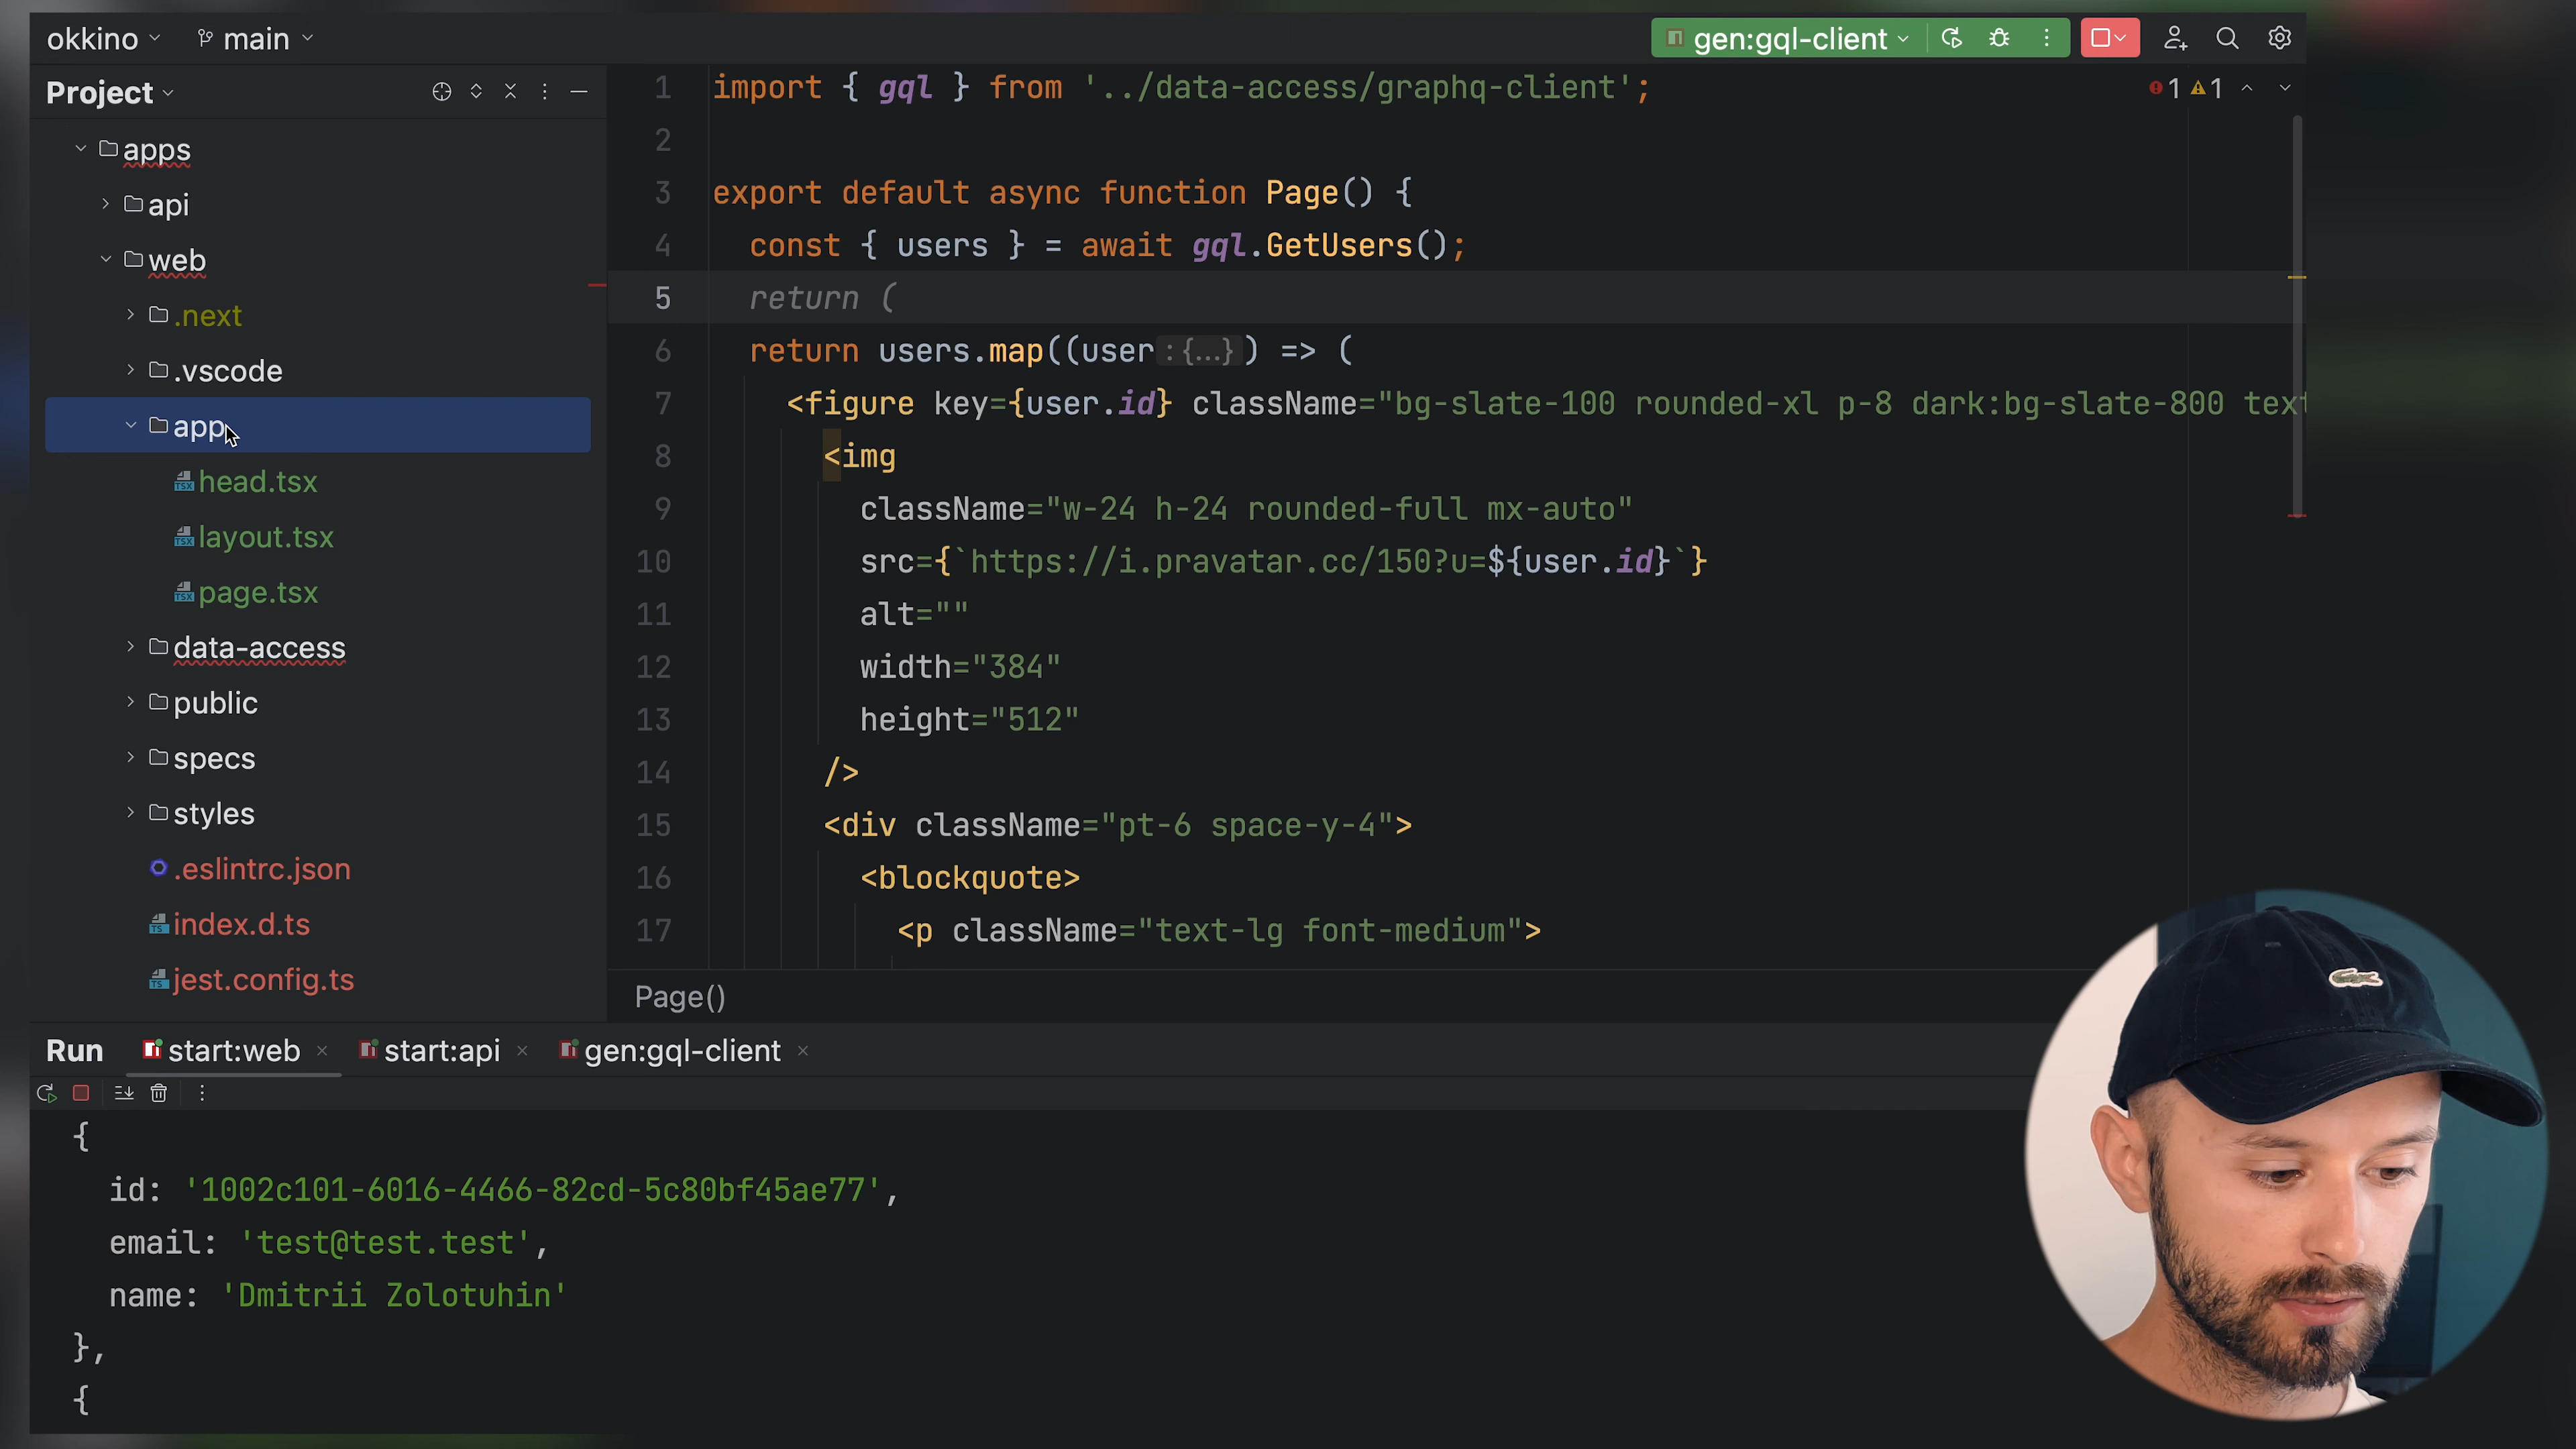 okkino
main
gen:gql-client
Project
1 1
apps
api
web
.next
.vscode
app
head.tsx
layout.tsx
page.tsx
data-access
public
specs
styles
.eslintrc.json
index.d.ts
jest.config.ts
1 import { gql } from '../data-access/graphq-client';
2
3 export default async function Page() {
4 const { users } = await gql.GetUsers();
5 return (
6 return users.map((user : {...}) => (
7 <figure key={user.id} className="bg-slate-100 rounded-xl p-8 dark:bg-slate-800 text
8 <img
9 className="w-24 h-24 rounded-full mx-auto"
10 src={`https://i.pravatar.cc/150?u=${user.id}`}
11 alt=""
12 width="384"
13 height="512"
14 />
15 <div className="pt-6 space-y-4">
16 <blockquote>
17 <p className="text-lg font-medium">
Page()
Run start:web start:api gen:gql-client
{
id: '1002c101-6016-4466-82cd-5c80bf45ae77',
email: 'test@test.test',
name: 'Dmitrii Zolotuhin'
},
{